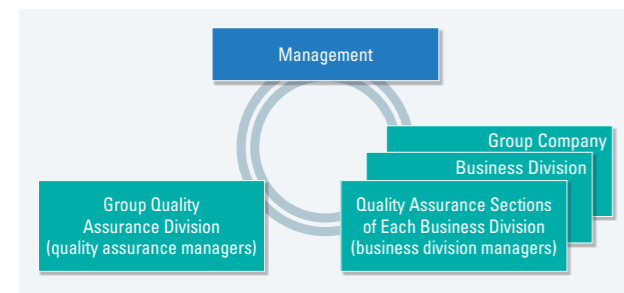 Management
Group Company
Business Division
Group Quality
Assurance Division
(quality assurance managers)
Quality Assurance Sections
of Each Business Division
(business division managers)